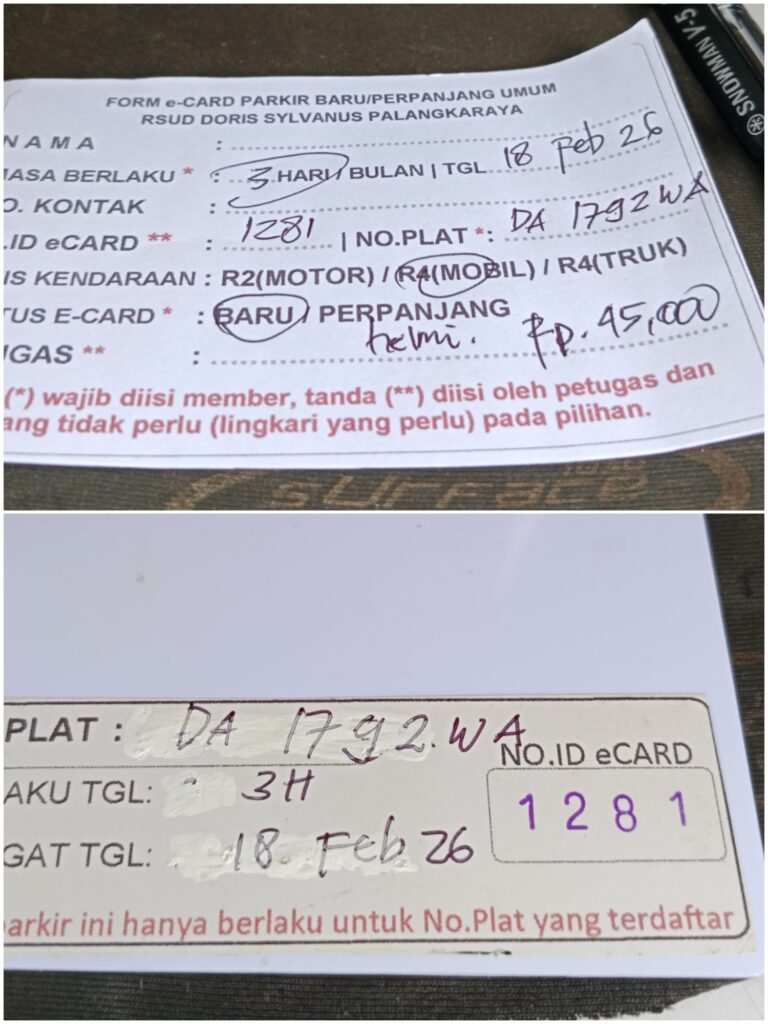 SNOWMAN V-5
FORM e-CARD PARKIR BARU/PERPANJANG UMUM
RSUD DORIS SYLVANUS PALANGKARAYA
NAMA :
MASA BERLAKU * : 3 HARI / BULAN | TGL 18 Feb 26
O. KONTAK :
.ID eCARD ** : 1281 | NO.PLAT *: DA 1792 WA
IS KENDARAAN : R2(MOTOR) / R4(MOBIL) / R4(TRUK)
TUS E-CARD * : BARU / PERPANJANG
GAS ** : helmi. Rp. 45,000
(*) wajib diisi member, tanda (**) diisi oleh petugas dan
ang tidak perlu (lingkari yang perlu) pada pilihan.
surface
PLAT : DA 1792 WA
NO.ID eCARD
AKU TGL: 3H
1281
GAT TGL: 18 Feb 26
arkir ini hanya berlaku untuk No.Plat yang terdaftar